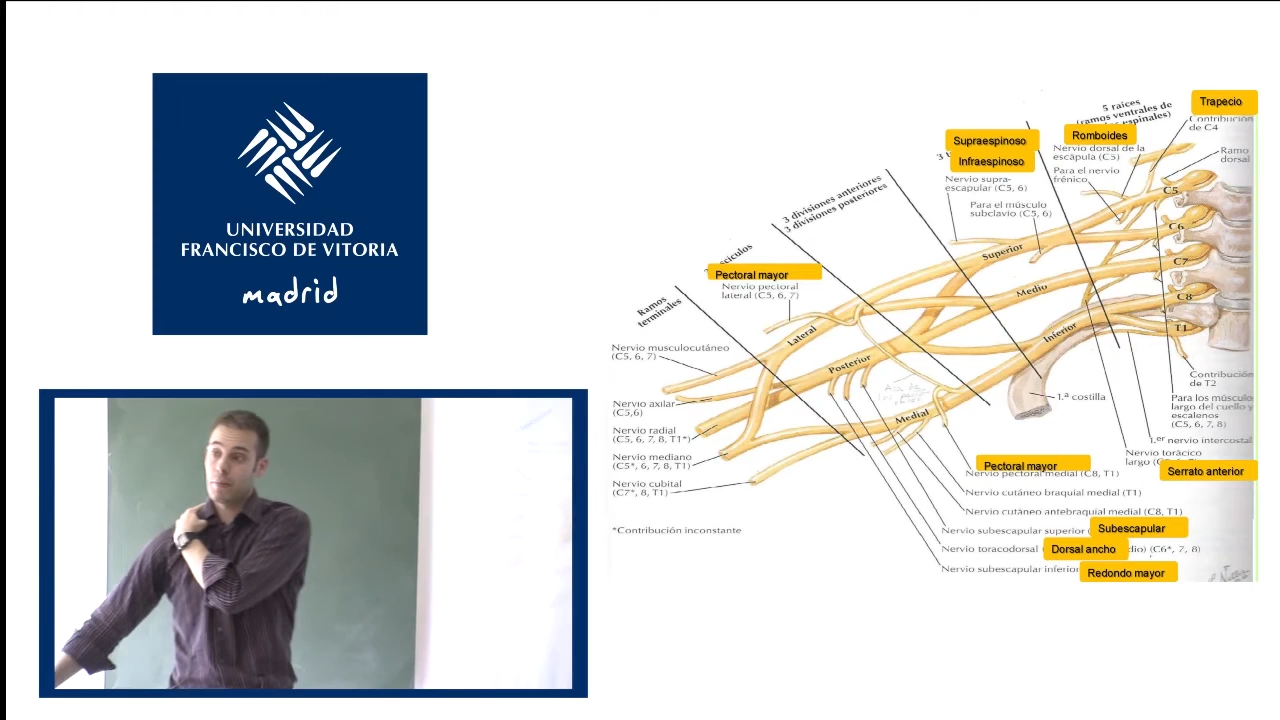 UNIVERSIDAD
FRANCISCO DE VITORIA
madrid
5 raíces
(ramos ventrales de
espinales)
Trapecio
Contribución
de C4
Ramo
dorsal
Romboides
Nervio dorsal de la
escápula (C5)
Para el nervio
frénico
Supraespinoso
Infraespinoso
Nervio supra-
escapular (C5, 6)
Para el músculo
subclavio (C5, 6)
3 divisiones anteriores
3 divisiones posteriores
Pectoral mayor
Nervio pectoral
lateral (C5, 6, 7)
Ramos
terminales
C5
C6
C7
C8
T1
Superior
Medio
Inferior
Lateral
Posterior
Medial
Nervio musculocutáneo
(C5, 6, 7)
Nervio axilar
(C5,6)
Nervio radial
(C5, 6, 7, 8, T1*)
Nervio mediano
(C5*, 6, 7, 8, T1)
Nervio cubital
(C7*, 8, T1)
*Contribución inconstante
1.ª costilla
Contribución
de T2
Para los músculo
largo del cuello y
escalenos
(C5, 6, 7, 8)
1.er nervio intercostal
Nervio torácico
largo
Serrato anterior
Pectoral mayor
Nervio pectoral medial (C8, T1)
Nervio cutáneo braquial medial (T1)
Nervio cutáneo antebraquial medial (C8, T1)
Nervio subescapular superior (
Subescapular
Nervio toracodorsal (
Dorsal ancho
dio) (C6*, 7, 8)
Nervio subescapular inferior
Redondo mayor